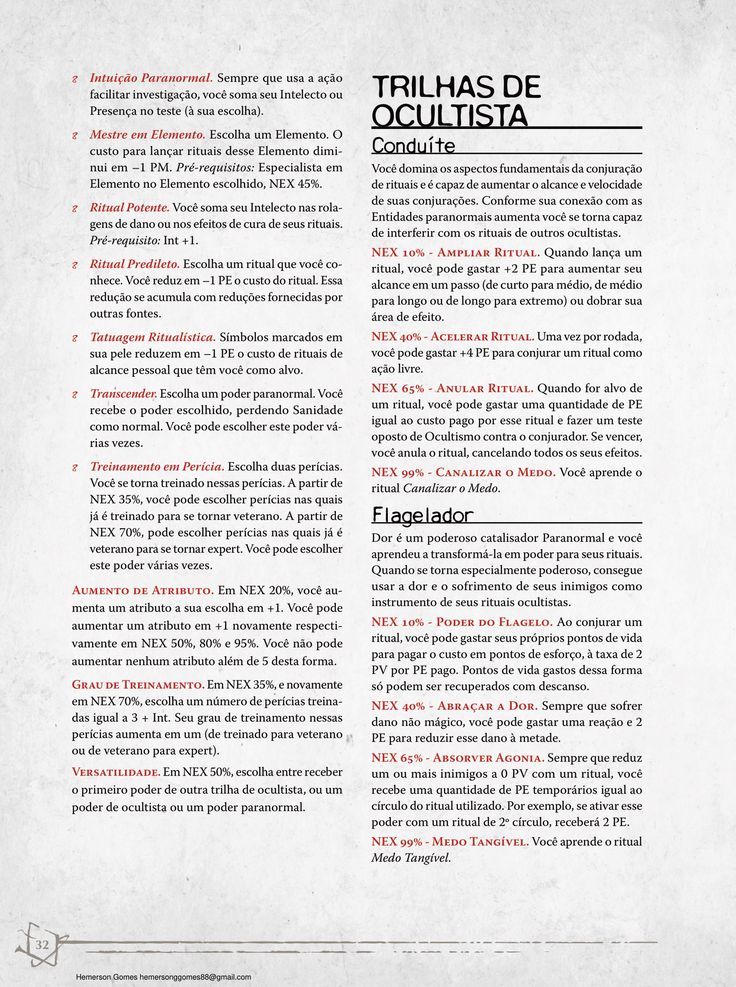 Intuição Paranormal. Sempre que usa a ação
facilitar investigação, você soma seu Intelecto ou
Presença no teste (à sua escolha).
Mestre em Elemento. Escolha um Elemento. O
custo para lançar rituais desse Elemento dimi-
nui em –1 PM. Pré-requisitos: Especialista em
Elemento no Elemento escolhido, NEX 45%.
Ritual Potente. Você soma seu Intelecto nas rola-
gens de dano ou nos efeitos de cura de seus rituais.
Pré-requisito: Int +1.
Ritual Predileto. Escolha um ritual que você co-
nhece. Você reduz em –1 PE o custo do ritual. Essa
redução se acumula com reduções fornecidas por
outras fontes.
Tatuagem Ritualística. Símbolos marcados em
sua pele reduzem em –1 PE o custo de rituais de
alcance pessoal que têm você como alvo.
Transcender. Escolha um poder paranormal. Você
recebe o poder escolhido, perdendo Sanidade
como normal. Você pode escolher este poder vá-
rias vezes.
Treinamento em Perícia. Escolha duas perícias.
Você se torna treinado nessas perícias. A partir de
NEX 35%, você pode escolher perícias nas quais
já é treinado para se tornar veterano. A partir de
NEX 70%, pode escolher perícias nas quais já é
veterano para se tornar expert. Você pode escolher
este poder várias vezes.
Aumento de Atributo. Em NEX 20%, você au-
menta um atributo a sua escolha em +1. Você pode
aumentar um atributo em +1 novamente respecti-
vamente em NEX 50%, 80% e 95%. Você não pode
aumentar nenhum atributo além de 5 desta forma.
Grau de Treinamento. Em NEX 35%, e novamente
em NEX 70%, escolha um número de perícias treina-
das igual a 3 + Int. Seu grau de treinamento nessas
perícias aumenta em um (de treinado para veterano
ou de veterano para expert).
Versatilidade. Em NEX 50%, escolha entre receber
o primeiro poder de outra trilha de ocultista, ou um
poder de ocultista ou um poder paranormal.
TRILHAS DE
OCULTISTA
Conduíte
Você domina os aspectos fundamentais da conjuração
de rituais e é capaz de aumentar o alcance e velocidade
de suas conjurações. Conforme sua conexão com as
Entidades paranormais aumenta você se torna capaz
de interferir com os rituais de outros ocultistas.
NEX 10% - Ampliar Ritual. Quando lança um
ritual, você pode gastar +2 PE para aumentar seu
alcance em um passo (de curto para médio, de médio
para longo ou de longo para extremo) ou dobrar sua
área de efeito.
NEX 40% - Acelerar Ritual. Uma vez por rodada,
você pode gastar +4 PE para conjurar um ritual como
ação livre.
NEX 65% - Anular Ritual. Quando for alvo de
um ritual, você pode gastar uma quantidade de PE
igual ao custo pago por esse ritual e fazer um teste
oposto de Ocultismo contra o conjurador. Se vencer,
você anula o ritual, cancelando todos os seus efeitos.
NEX 99% - Canalizar o Medo. Você aprende o
ritual Canalizar o Medo.
Flagelador
Dor é um poderoso catalisador Paranormal e você
aprendeu a transformá-la em poder para seus rituais.
Quando se torna especialmente poderoso, consegue
usar a dor e o sofrimento de seus inimigos como
instrumento de seus rituais ocultistas.
NEX 10% - Poder do Flagelo. Ao conjurar um
ritual, você pode gastar seus próprios pontos de vida
para pagar o custo em pontos de esforço, à taxa de 2
PV por PE pago. Pontos de vida gastos dessa forma
só podem ser recuperados com descanso.
NEX 40% - Abraçar a Dor. Sempre que sofrer
dano não mágico, você pode gastar uma reação e 2
PE para reduzir esse dano à metade.
NEX 65% - Absorver Agonia. Sempre que reduz
um ou mais inimigos a 0 PV com um ritual, você
recebe uma quantidade de PE temporários igual ao
círculo do ritual utilizado. Por exemplo, se ativar esse
poder com um ritual de 2º círculo, receberá 2 PE.
NEX 99% - Medo Tangível. Você aprende o ritual
Medo Tangível.
32
Hemerson Gomes hemersonggomes88@gmail.com